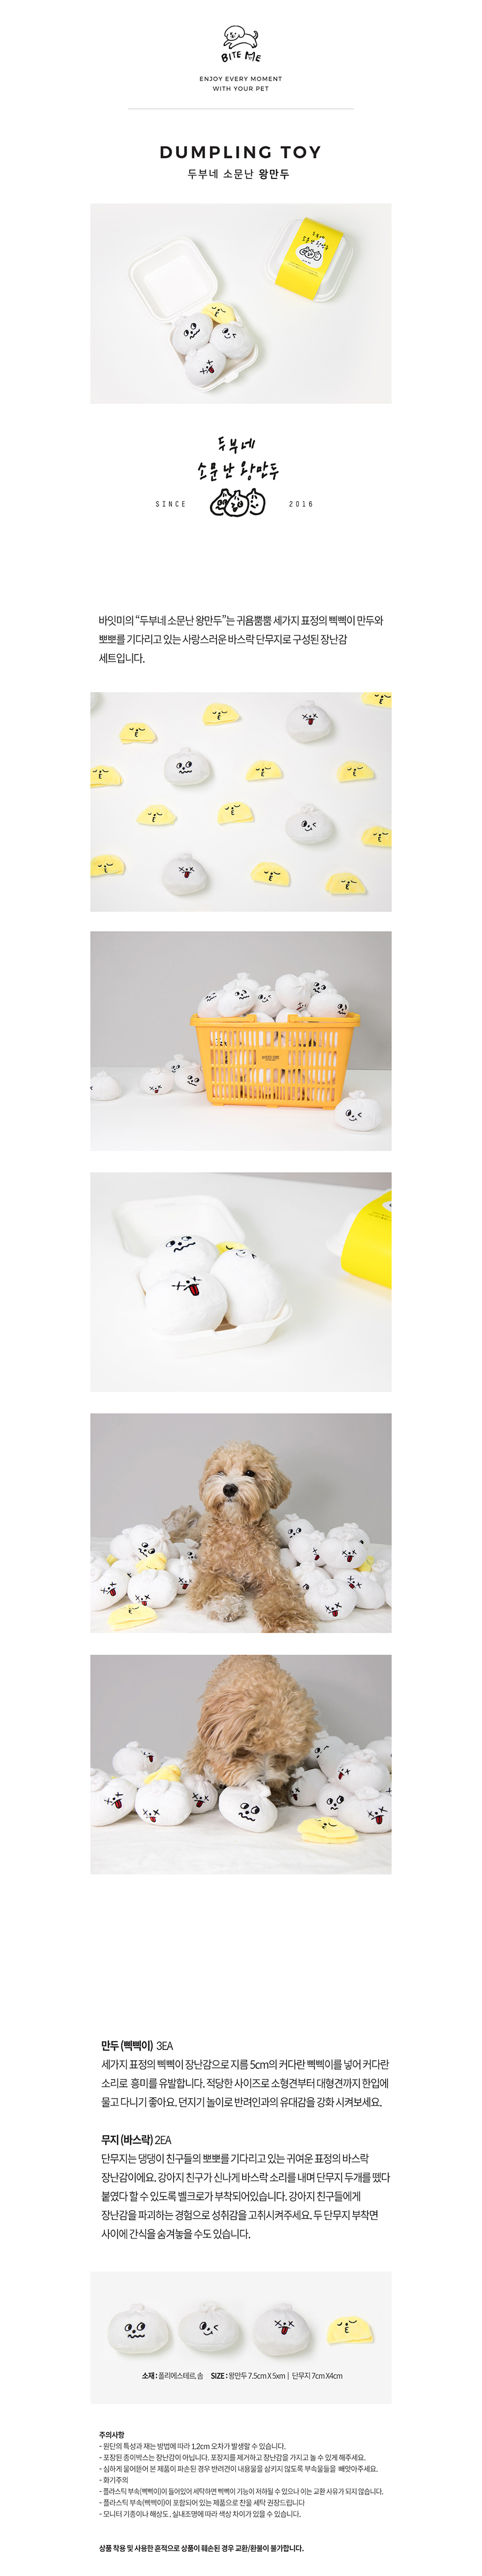 BITE ME
ENJOY EVERY MOMENT
WITH YOUR PET
DUMPLING TOY
두부네 소문난 왕만두
두부네
소문난 왕만두
두부네
소문난 왕만두
SINCE
2016
바잇미의 “두부네 소문난 왕만두”는 귀욤뿜뿜 세가지 표정의 삑삑이 만두와
뽀뽀를 기다리고 있는 사랑스러운 바스락 단무지로 구성된 장난감
세트입니다.
만두 (삑삑이) 3EA
세가지 표정의 삑삑이 장난감으로 지름 5cm의 커다란 삑삑이를 넣어 커다란
소리로 흥미를 유발합니다. 적당한 사이즈로 소형견부터 대형견까지 한입에
물고 다니기 좋아요. 던지기 놀이로 반려인과의 유대감을 강화 시켜보세요.
무지 (바스락) 2EA
단무지는 댕댕이 친구들의 뽀뽀를 기다리고 있는 귀여운 표정의 바스락
장난감이에요. 강아지 친구가 신나게 바스락 소리를 내며 단무지 두개를 뗐다
붙였다 할 수 있도록 벨크로가 부착되어있습니다. 강아지 친구들에게
장난감을 파괴하는 경험으로 성취감을 고취시켜주세요. 두 단무지 부착면
사이에 간식을 숨겨놓을 수도 있습니다.
소재 : 폴리에스테르, 솜 SIZE : 왕만두 7.5cm X 5xm | 단무지 7cm X4cm
주의사항
- 원단의 특성과 재는 방법에 따라 1,2cm 오차가 발생할 수 있습니다.
- 포장된 종이박스는 장난감이 아닙니다. 포장지를 제거하고 장난감을 가지고 놀 수 있게 해주세요.
- 심하게 물어뜯어 본 제품이 파손된 경우 반려견이 내용물을 삼키지 않도록 부속물들을 빼앗아주세요.
- 화기주의
- 플라스틱 부속(삑삑이)이 들어있어 세탁하면 삑삑이 기능이 저하될 수 있으나 이는 교환 사유가 되지 않습니다.
- 플라스틱 부속(삑삑이)이 포함되어 있는 제품으로 찬물 세탁 권장드립니다
- 모니터 기종이나 해상도, 실내조명에 따라 색상 차이가 있을 수 있습니다.
상품 착용 및 사용한 흔적으로 상품이 훼손된 경우 교환/환불이 불가합니다.